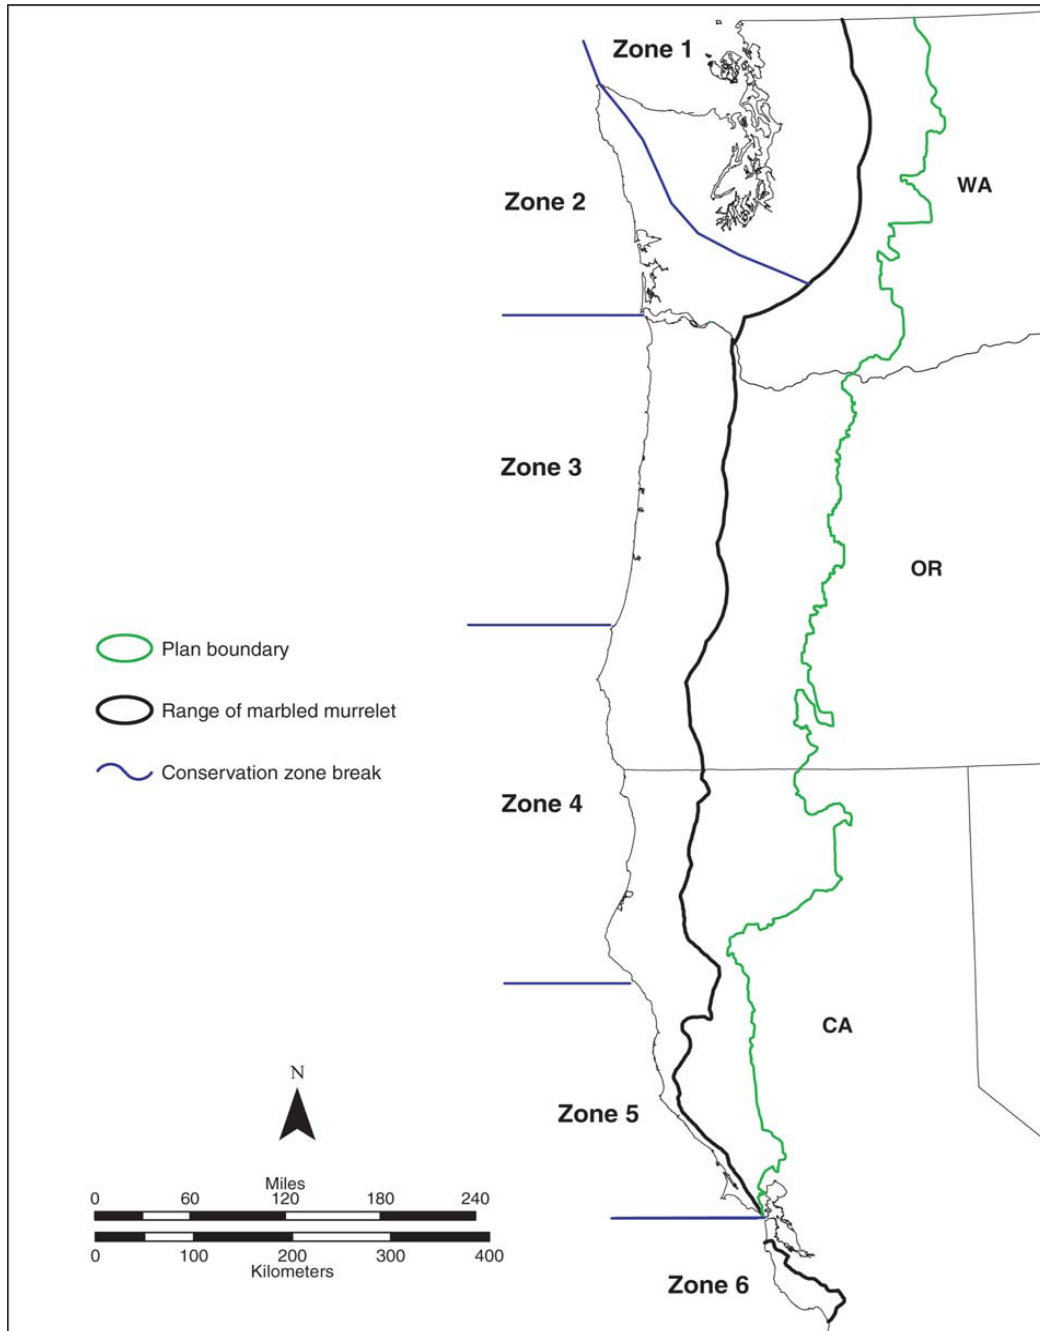 Zone 1
WA
Zone 2
Zone 3
OR
Plan boundary
Range of marbled murrelet
Conservation zone break
Zone 4
CA
N
Zone 5
Miles
0 60 120 180 240
0 100 200 300 400
Kilometers
Zone 6